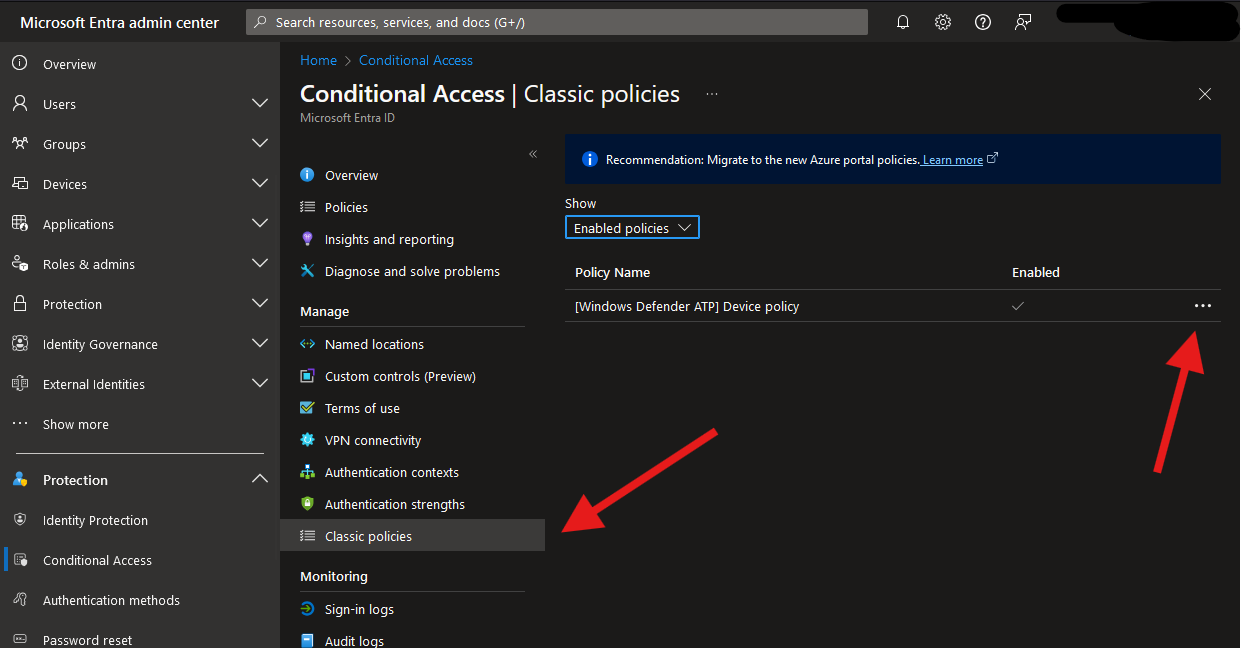 Microsoft Entra admin center
Search resources, services, and docs (G+/)
Overview
Users
Groups
Devices
Applications
Roles & admins
Protection
Identity Governance
External Identities
Show more
Protection
Identity Protection
Conditional Access
Authentication methods
Password reset
Home > Conditional Access
Conditional Access | Classic policies ...
Microsoft Entra ID
«
Overview
Policies
Insights and reporting
Diagnose and solve problems
Manage
Named locations
Custom controls (Preview)
Terms of use
VPN connectivity
Authentication contexts
Authentication strengths
Classic policies
Monitoring
Sign-in logs
Audit logs
Recommendation: Migrate to the new Azure portal policies. Learn more
Show
Enabled policies
Policy Name Enabled
[Windows Defender ATP] Device policy